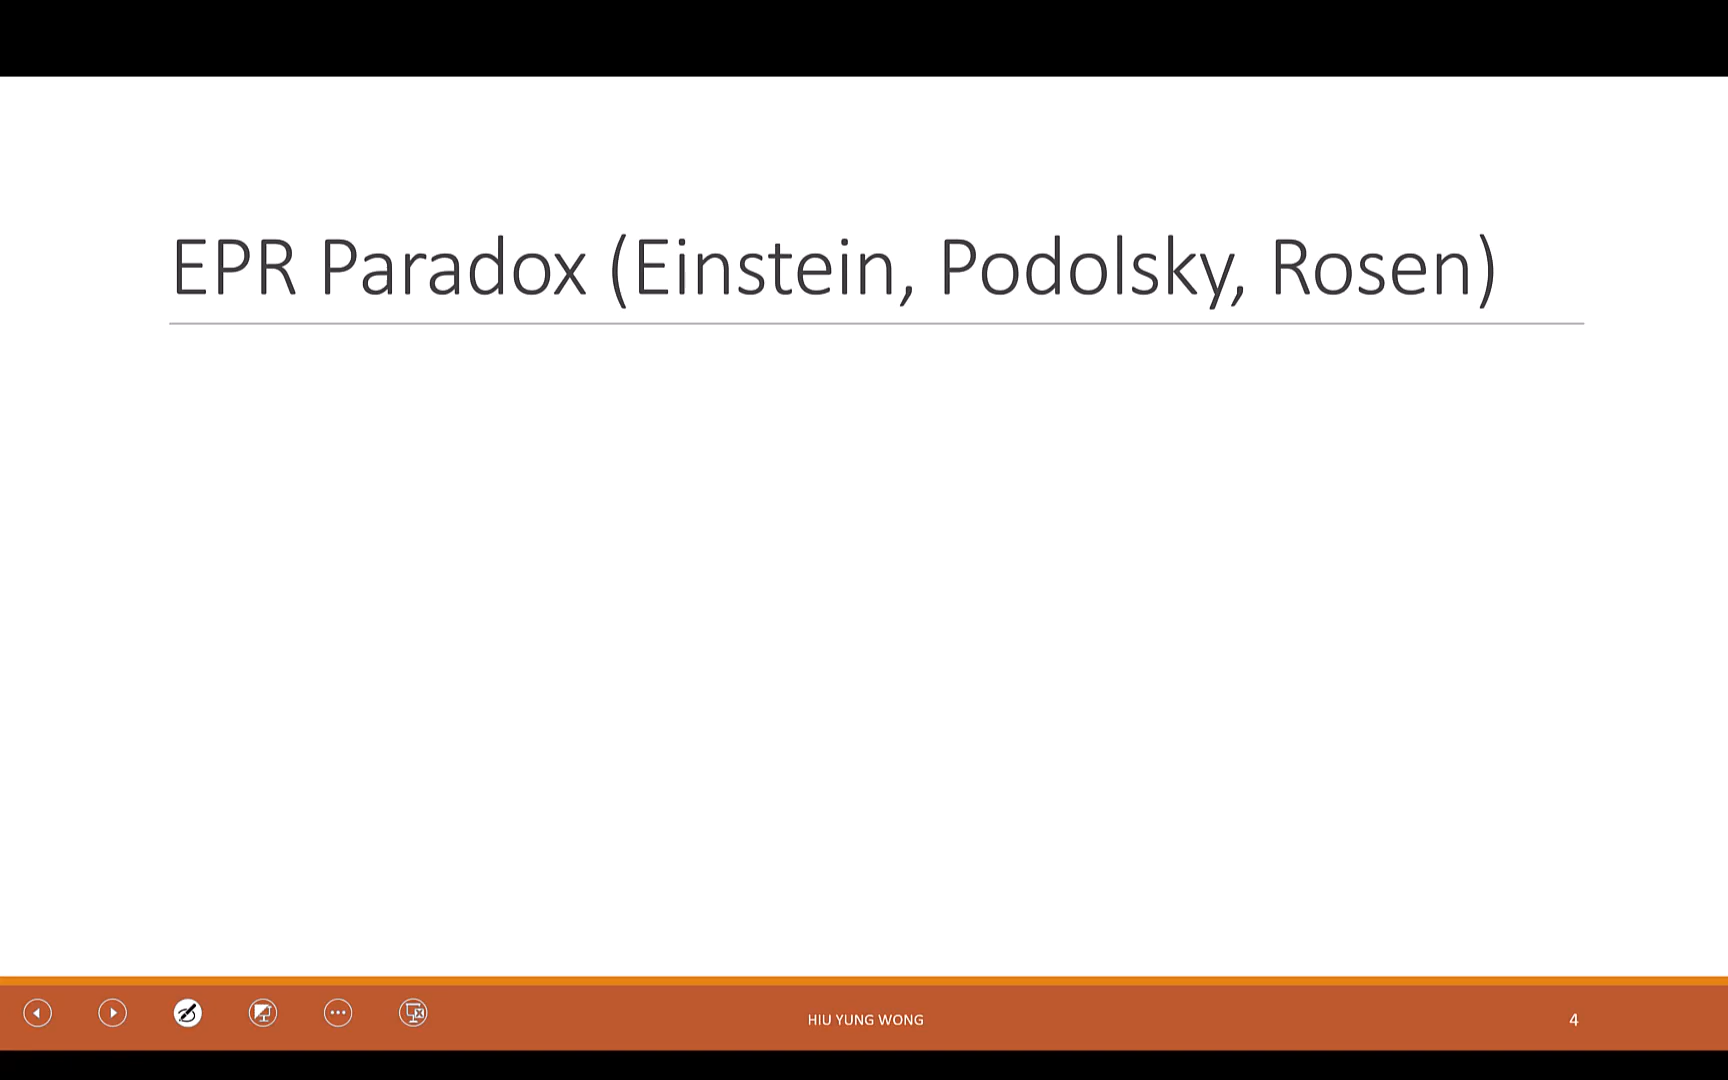 EPR Paradox (Einstein, Podolsky, Rosen)
HIU YUNG WONG
4